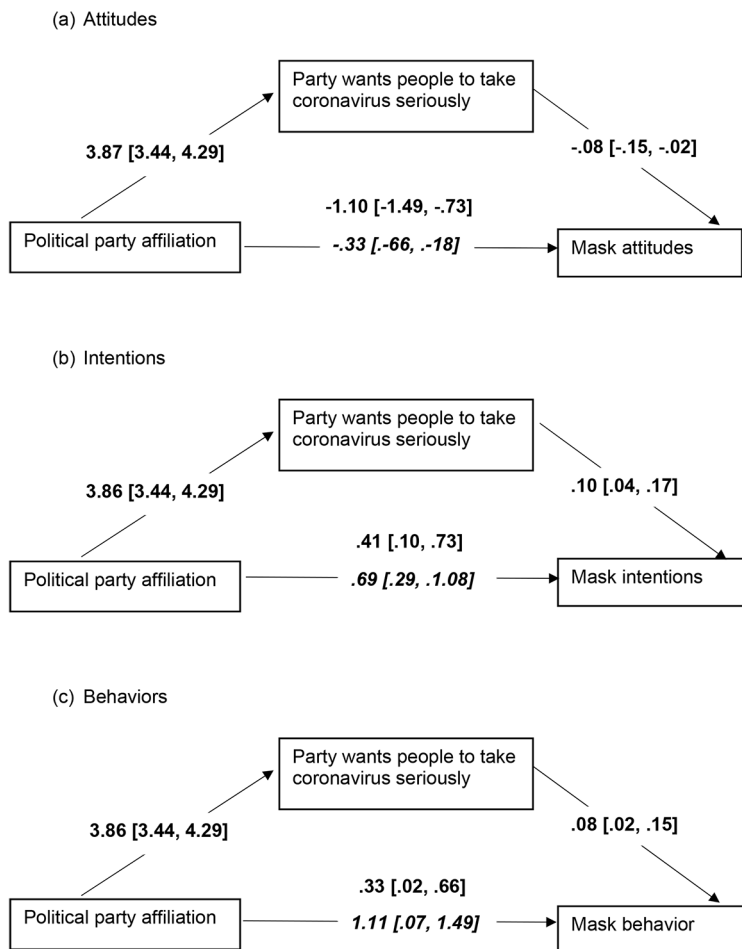 (a) Attitudes
Party wants people to take
coronavirus seriously
3.87 [3.44, 4.29]
-.08 [-.15, -.02]
-1.10 [-1.49, -.73]
Political party affiliation
-.33 [.-66, .-18]
Mask attitudes
(b) Intentions
Party wants people to take
coronavirus seriously
3.86 [3.44, 4.29]
.10 [.04, .17]
.41 [.10, .73]
Political party affiliation
.69 [.29, .1.08]
Mask intentions
(c) Behaviors
Party wants people to take
coronavirus seriously
3.86 [3.44, 4.29]
.08 [.02, .15]
.33 [.02, .66]
Political party affiliation
1.11 [.07, 1.49]
Mask behavior